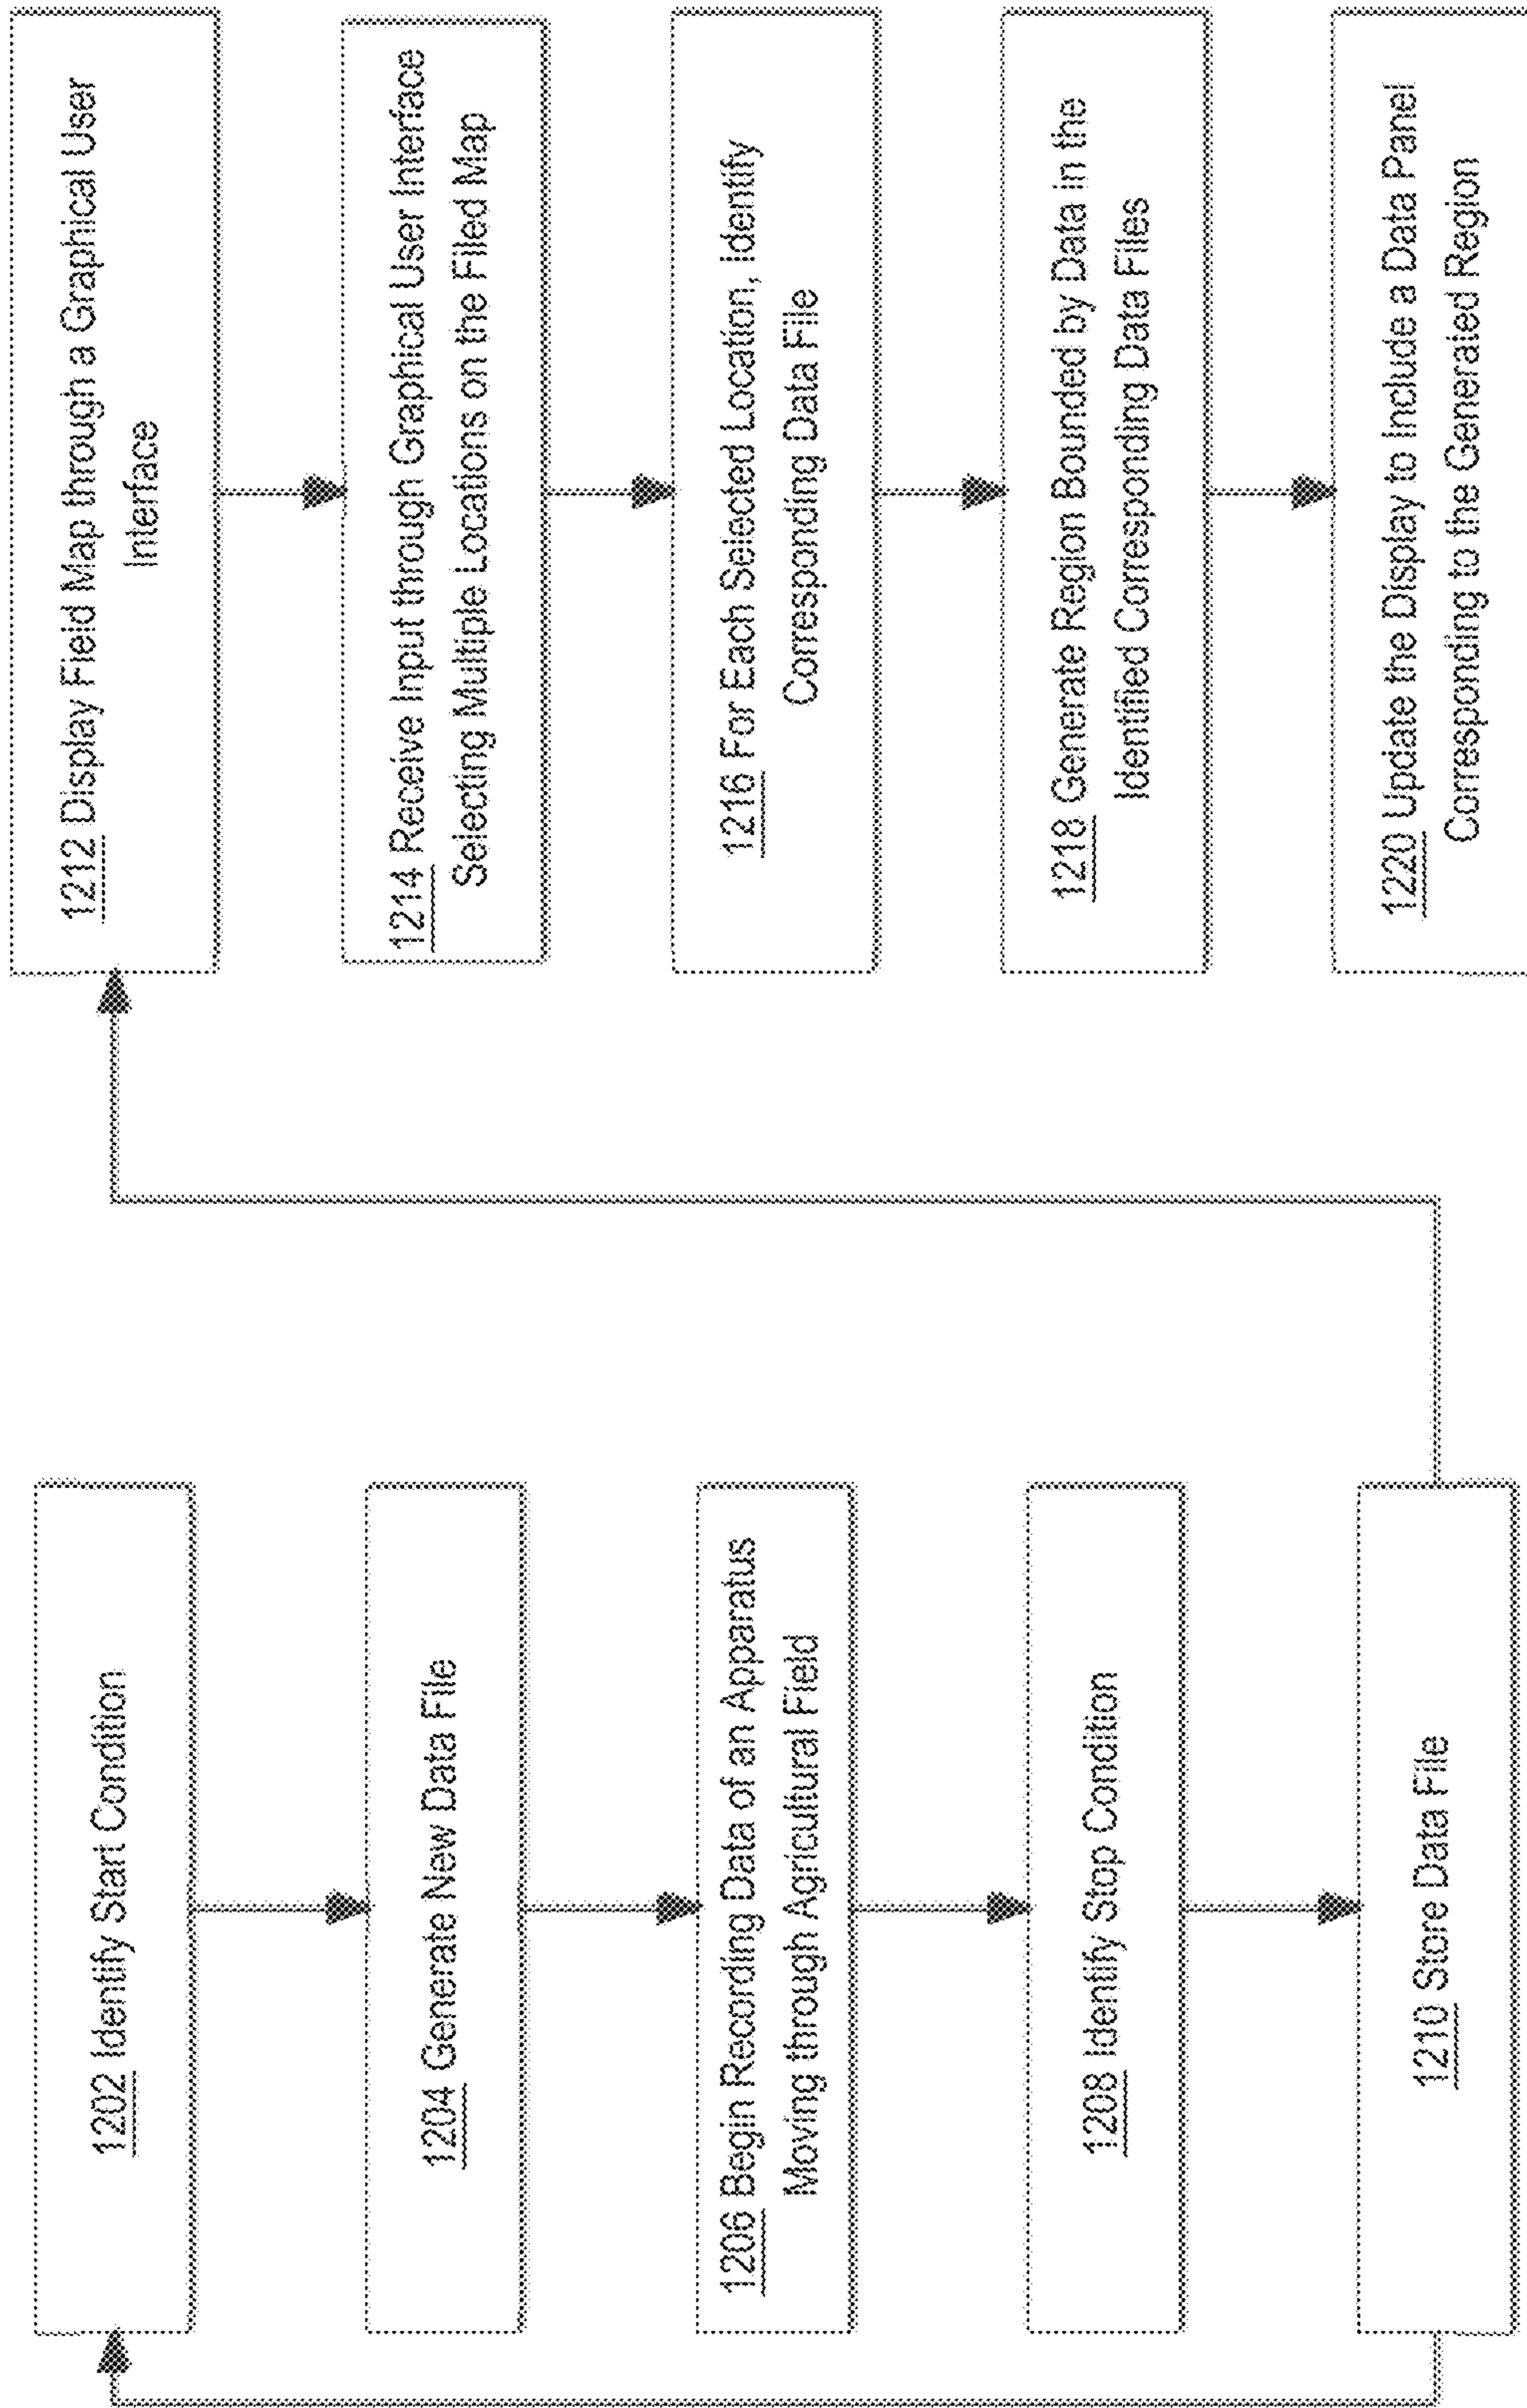 1202 Identify Start Condition
1204 Generate New Data File
1206 Begin Recording Data of an Apparatus
Moving through Agricultural Field
1208 Identify Stop Condition
1210 Store Data File
1212 Display Field Map through a Graphical User
Interface
1214 Receive Input through Graphical User Interface
Selecting Multiple Locations on the Filed Map
1216 For Each Selected Location, Identify
Corresponding Data File
1218 Generate Region Bounded by Data in the
Identified Corresponding Data Files
1220 Update the Display to Include a Data Panel
Corresponding to the Generated Region